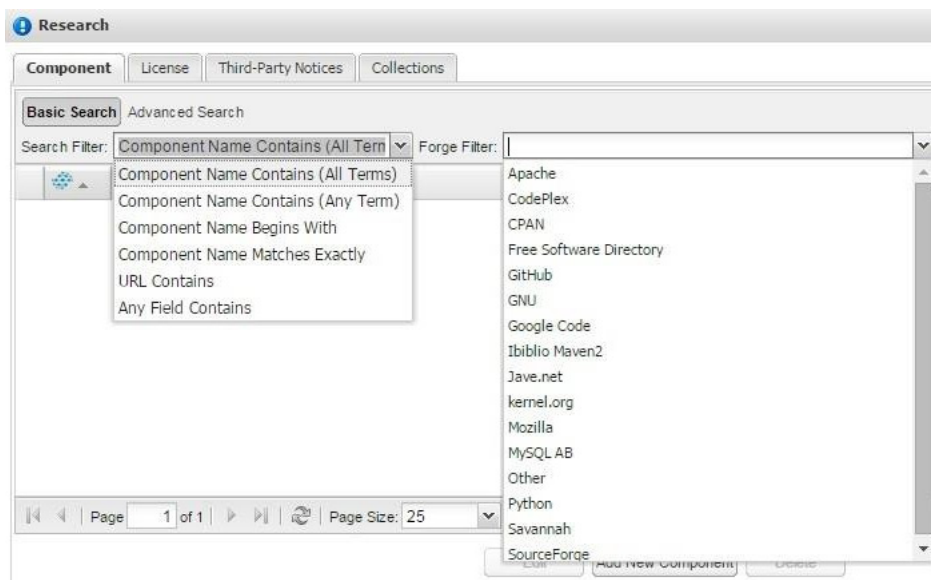 Research
Component License Third-Party Notices Collections
Basic Search Advanced Search
Search Filter: Component Name Contains (All Term Forge Filter:
Component Name Contains (All Terms)
Component Name Contains (Any Term)
Component Name Begins With
Component Name Matches Exactly
URL Contains
Any Field Contains
Apache
CodePlex
CPAN
Free Software Directory
GitHub
GNU
Google Code
Ibiblio Maven2
Jave.net
kernel.org
Mozilla
MySQL AB
Other
Python
Savannah
SourceForge
Page 1 of 1 Page Size: 25
Edit Add New Component Delete